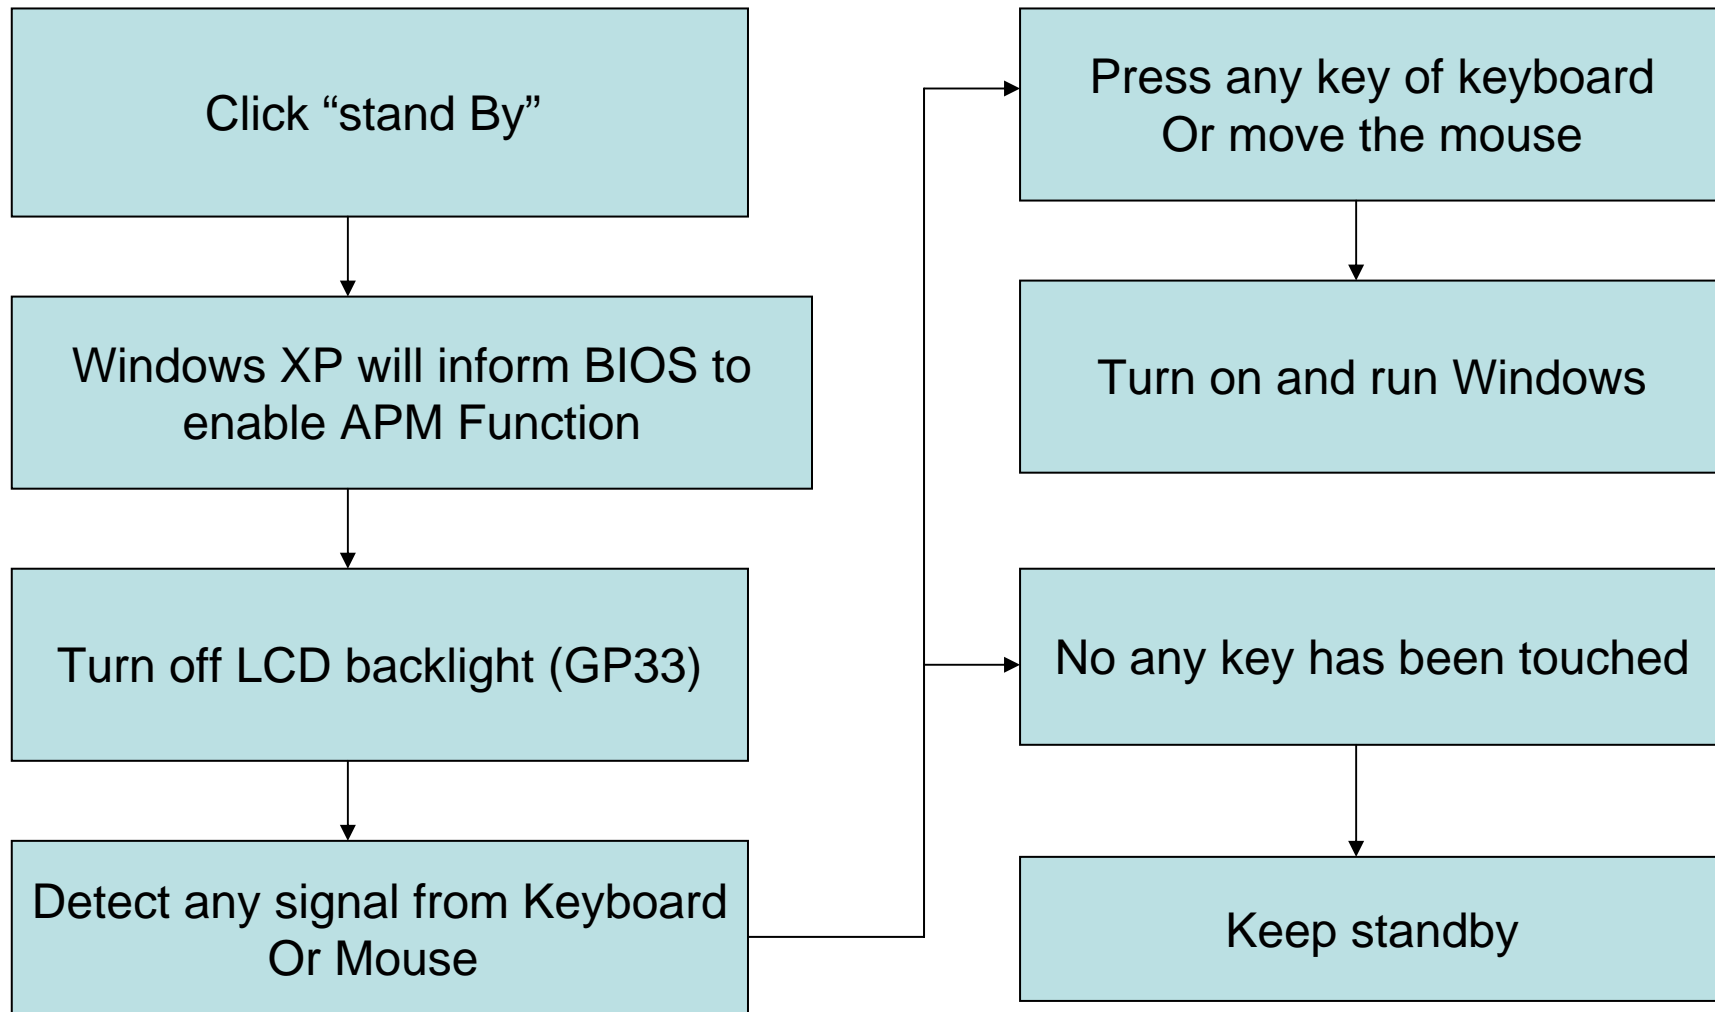 Click “stand By”
Windows XP will inform BIOS to
enable APM Function
Turn off LCD backlight (GP33)
Detect any signal from Keyboard
Or Mouse
Press any key of keyboard
Or move the mouse
Turn on and run Windows
No any key has been touched
Keep standby